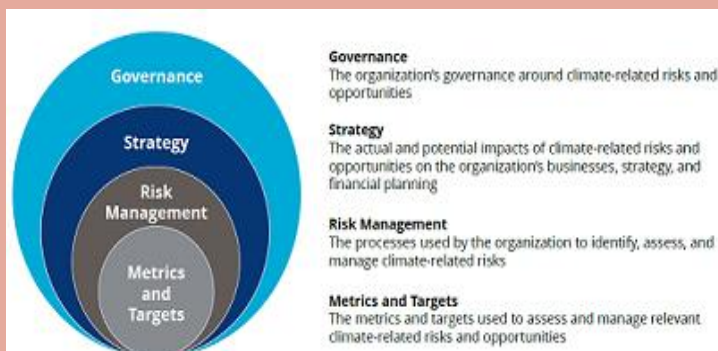 Governance
Strategy
Risk
Management
Metrics
and
Targets
Governance
The organization's governance around climate-related risks and
opportunities
Strategy
The actual and potential impacts of climate-related risks and
opportunities on the organization's businesses, strategy, and
financial planning
Risk Management
The processes used by the organization to identify, assess, and
manage climate-related risks
Metrics and Targets
The metrics and targets used to assess and manage relevant
climate-related risks and opportunities